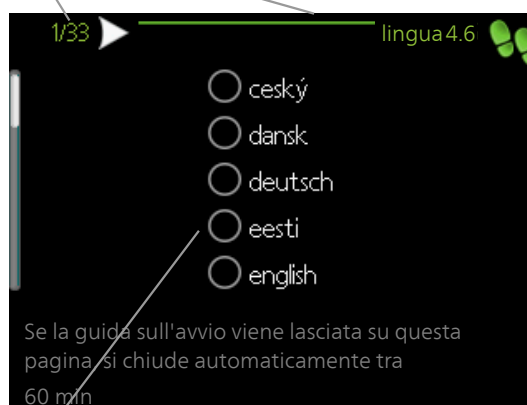 1/33 lingua 4.6
ceský
dansk
deutsch
eesti
english
Se la guida sull'avvio viene lasciata su questa
pagina, si chiude automaticamente tra
60 min